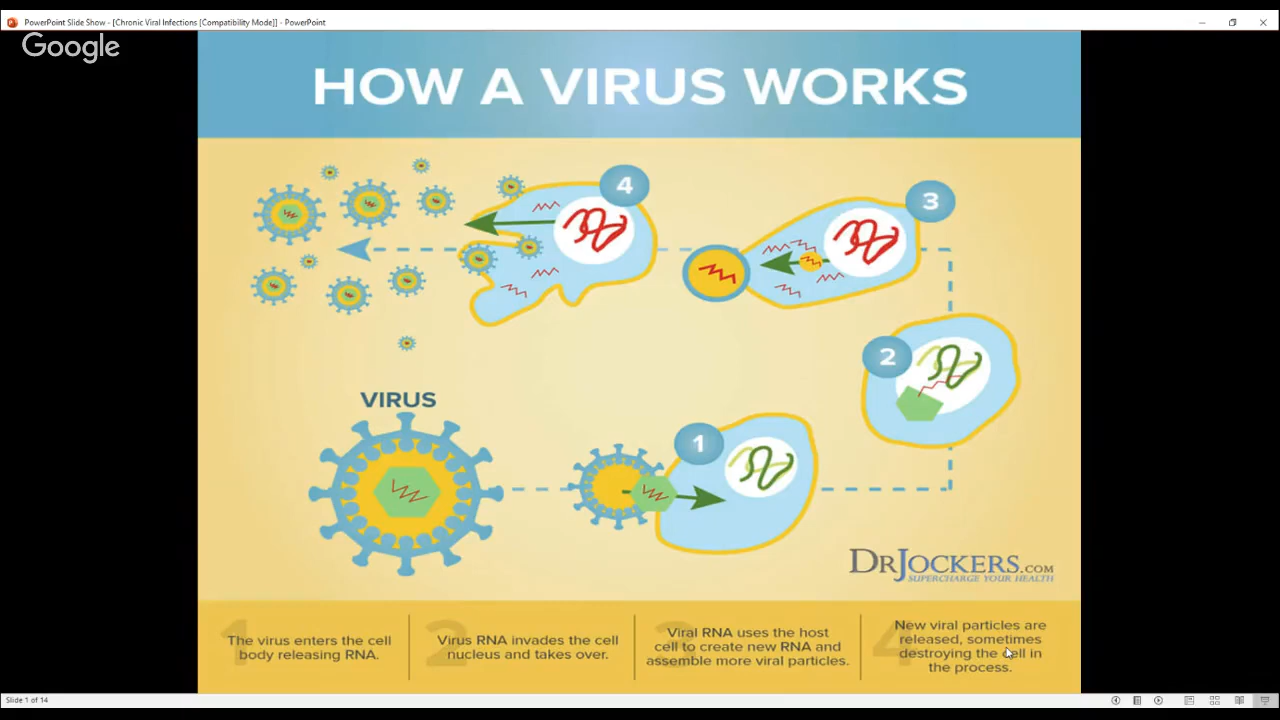 PowerPoint Slide Show - [Chronic Viral Infections [Compatibility Mode]] - PowerPoint
Google
HOW A VIRUS WORKS
4
3
2
VIRUS
1
DRJOCKERS.COM
SUPERCHARGE YOUR HEALTH
1
The virus enters the cell
body releasing RNA.
2
Virus RNA invades the cell
nucleus and takes over.
3
Viral RNA uses the host
cell to create new RNA and
assemble more viral particles.
4
New viral particles are
released, sometimes
destroying the cell in
the process.
Slide 1 of 14